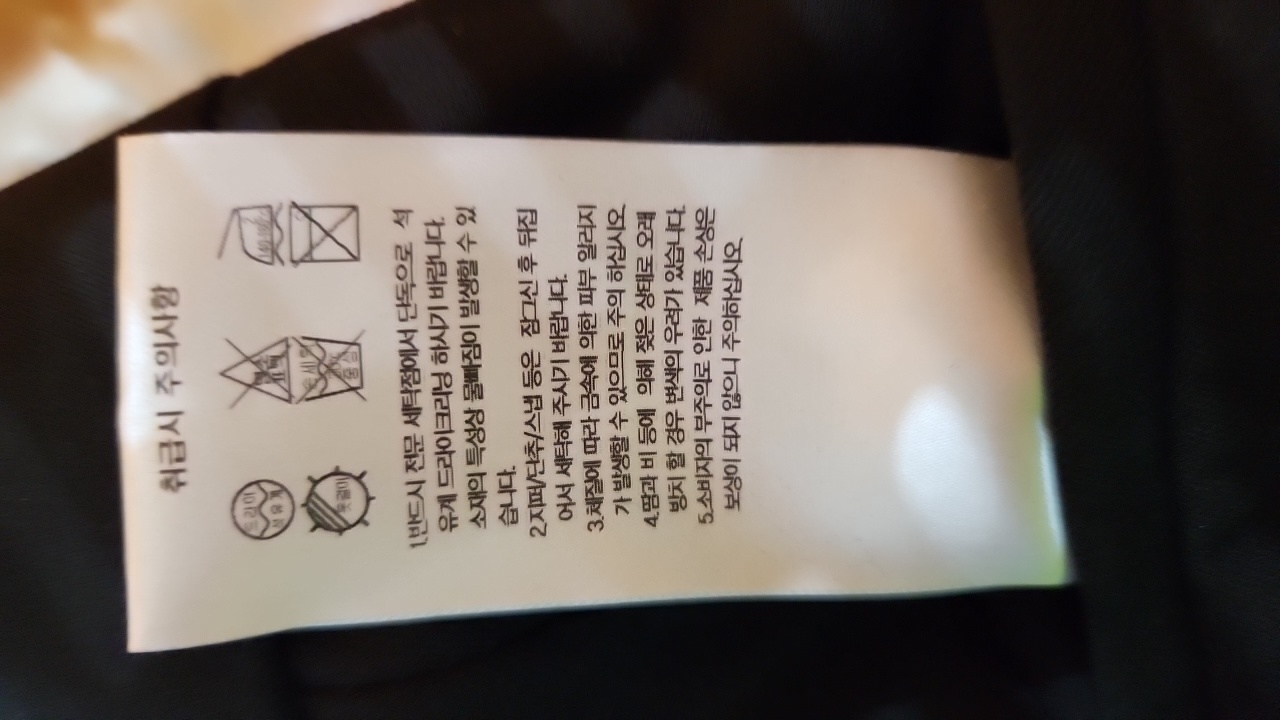 취급시 주의사항
드라이
석유계
옷걸이
손세탁
중성
1.반드시 전문 세탁점에서 단독으로 석
유계 드라이크리닝 하시기 바랍니다.
소재의 특성상 물빠짐이 발생할 수 있
습니다.
2.지퍼/단추/스냅 등은 잠그신 후 뒤집
어서 세탁해 주시기 바랍니다.
3.체질에 따라 금속에 의한 피부 알러지
가 발생할 수 있으므로 주의 하십시오.
4.땀과 비 등에 의해 젖은 상태로 오래
방치 할 경우 변색의 우려가 있습니다.
5.소비자의 부주의로 인한 제품 손상은
보상이 되지 않으니 주의하십시오.